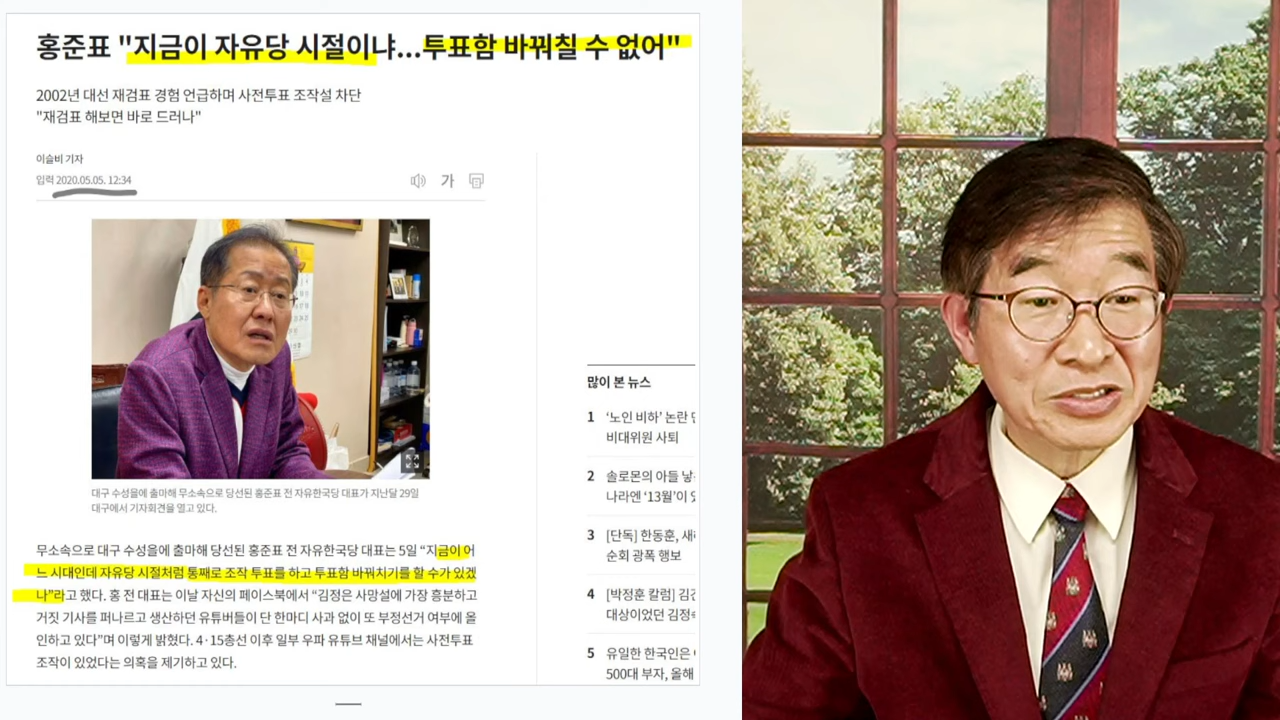 홍준표 "지금이 자유당 시절이냐...투표함 바꿔칠 수 없어"
2002년 대선 재검표 경험 언급하며 사전투표 조작설 차단
"재검표 해보면 바로 드러나"
이슬비 기자
입력 2020.05.05. 12:34
가
대구 수성을에 출마해 무소속으로 당선된 홍준표 전 자유한국당 대표가 지난달 29일
대구에서 기자회견을 열고 있다.
무소속으로 대구 수성을에 출마해 당선된 홍준표 전 자유한국당 대표는 5일 “지금이 어
느 시대인데 자유당 시절처럼 통째로 조작 투표를 하고 투표함 바꿔치기를 할 수가 있겠
나”라고 했다. 홍 전 대표는 이날 자신의 페이스북에서 “김정은 사망설에 가장 흥분하고
거짓 기사를 퍼나르고 생산하던 유튜버들이 단 한마디 사과 없이 또 부정선거 여부에 올
인하고 있다”며 이렇게 밝혔다. 4·15총선 이후 일부 우파 유튜브 채널에서는 사전투표
조작이 있었다는 의혹을 제기하고 있다.
많이 본 뉴스
1 ‘노인 비하’ 논란
비대위원 사퇴
2 솔로몬의 아들
나라엔 ‘13월’이
3 [단독] 한동훈,
순회 광폭 행보
4 [박정훈 칼럼]
대상이었던
5 유일한 한국인은
500대 부자, 올해